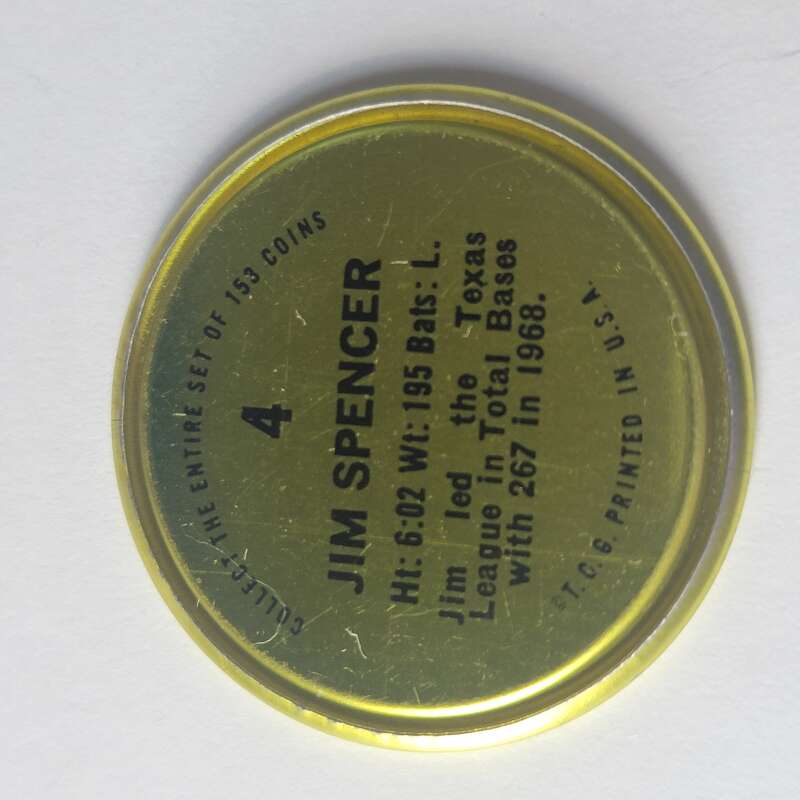 COLLECT THE ENTIRE SET OF 153 COINS
4
JIM SPENCER
Ht: 6:02 Wt: 195 Bats: L.
Jim led the Texas
League in Total Bases
with 267 in 1968.
©T.C.G. PRINTED IN U.S.A.